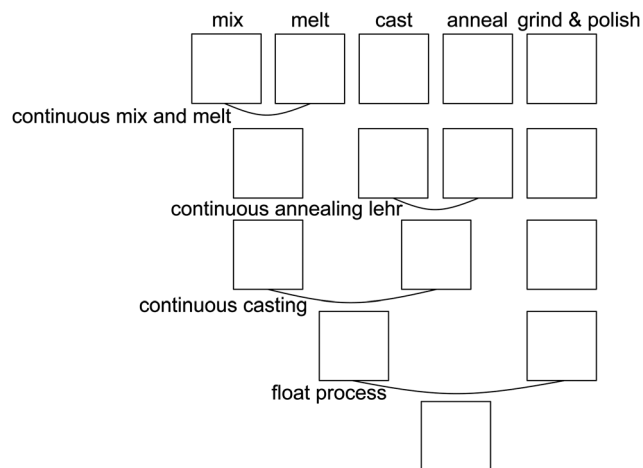 mix melt cast anneal grind & polish
continuous mix and melt
continuous annealing lehr
continuous casting
float process